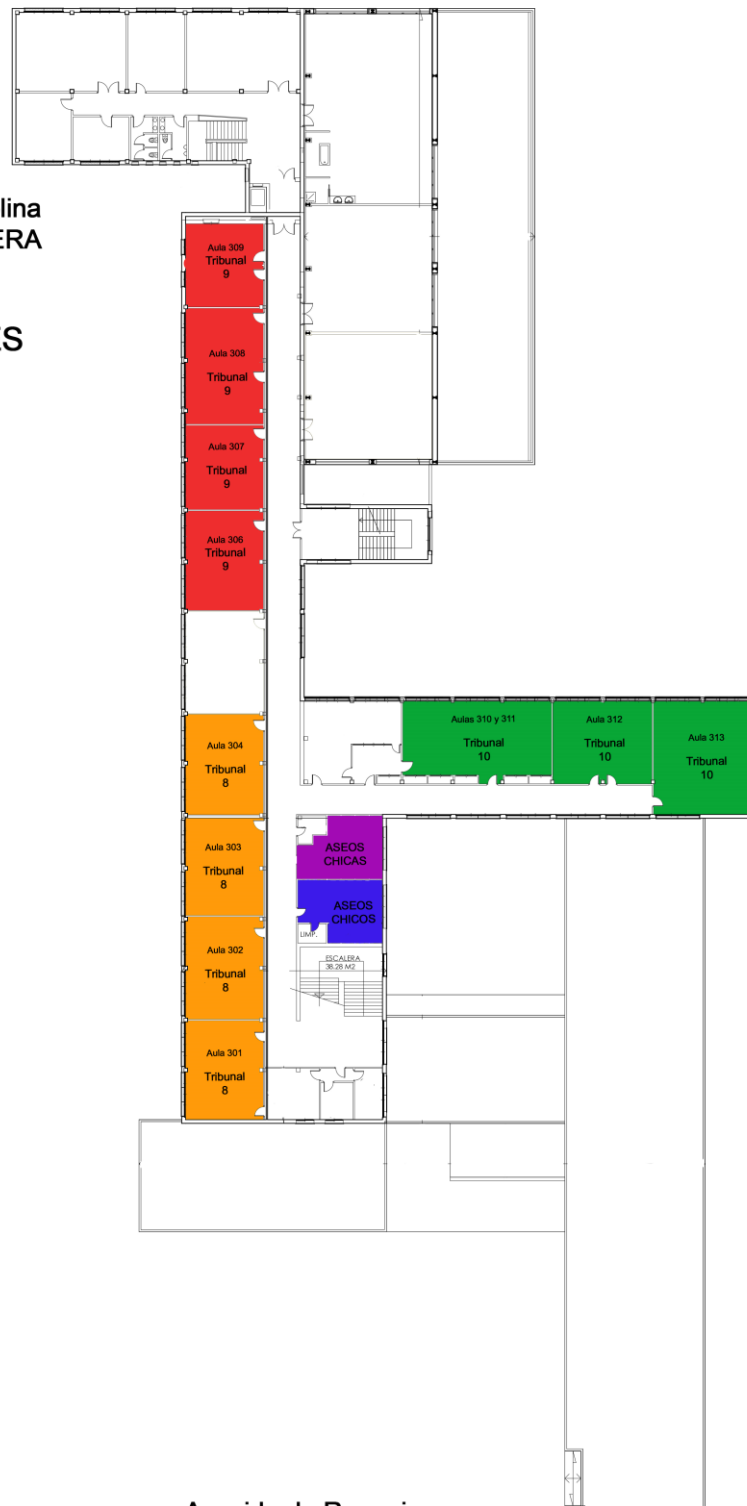 lina
ERA
ES
Aula 309
Tribunal
9
Aula 308
Tribunal
9
Aula 307
Tribunal
9
Aula 306
Tribunal
9
Aulas 310 y 311
Tribunal
10
Aula 312
Tribunal
10
Aula 313
Tribunal
10
Aula 304
Tribunal
8
Aula 303
Tribunal
8
ASEOS
CHICAS
ASEOS
CHICOS
LIMP.
Aula 302
Tribunal
8
ESCALERA
38.28 M2
Aula 301
Tribunal
8